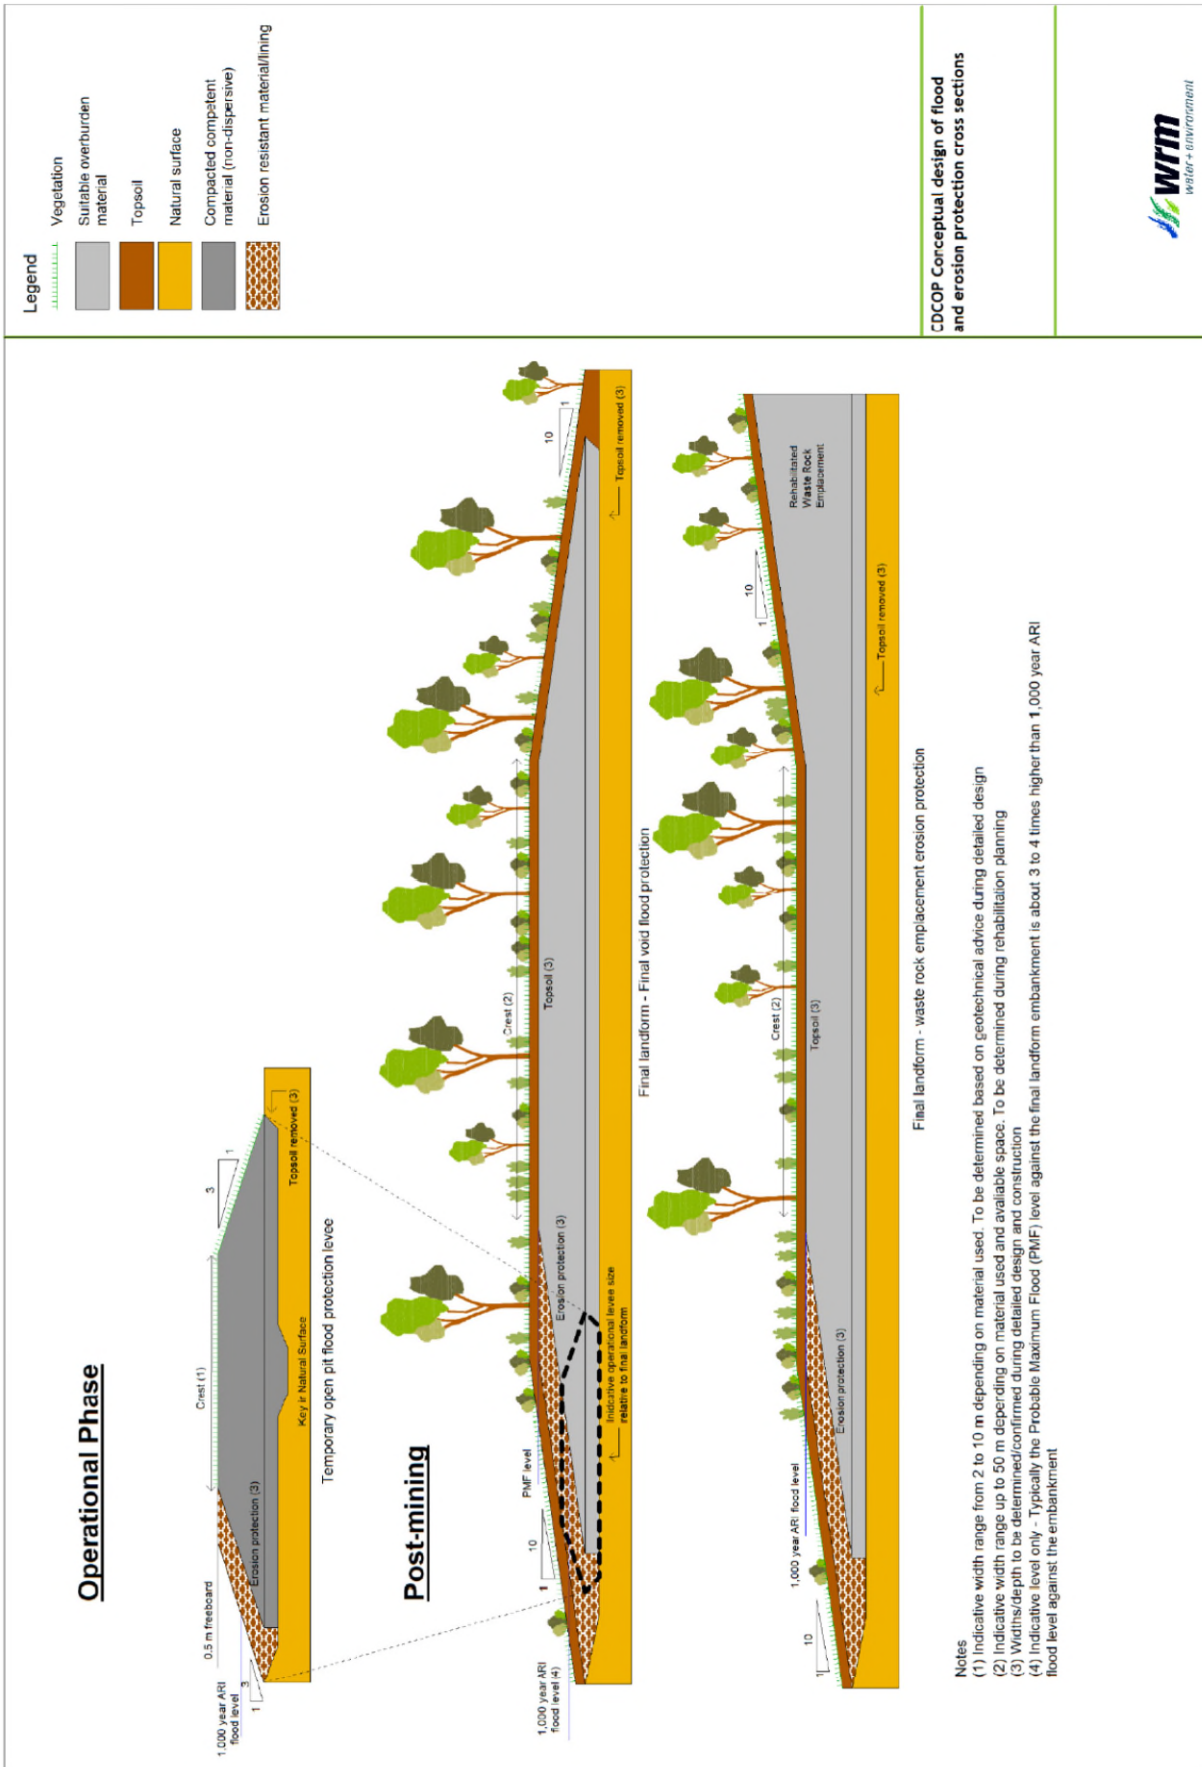 Operational Phase
Crest (1)
0.5 m freeboard
1,000 year ARI
flood level
3
1
3
1
Erosion protection (3)
Key in Natural Surface
Topsoil removed (3)
Temporary open pit flood protection levee
Post-mining
PMF level
10
1
1,000 year ARI
flood level (4)
Crest (2)
Topsoil (3)
Erosion protection (3)
Inidcative operational levee size
relative to final landform
10
1
Topsoil removed (3)
Final landform - Final void flood protection
1,000 year ARI flood level
10
1
Crest (2)
Topsoil (3)
Erosion protection (3)
10
1
Rehabilitated
Waste Rock
Emplacement
Topsoil removed (3)
Final landform - waste rock emplacement erosion protection
Notes
(1) Indicative width range from 2 to 10 m depending on material used. To be determined based on geotechnical advice during detailed design
(2) Indicative width range up to 50 m depending on material used and available space. To be determined during rehabilitation planning
(3) Widths/depth to be determined/confirmed during detailed design and construction
(4) Indicative level only - Typically the Probable Maximum Flood (PMF) level against the final landform embankment is about 3 to 4 times higher than 1,000 year ARI
flood level against the embankment
Legend
Vegetation
Suitable overburden
material
Topsoil
Natural surface
Compacted competent
material (non-dispersive)
Erosion resistant material/lining
CDCOP Conceptual design of flood
and erosion protection cross sections
wrm
water + environment